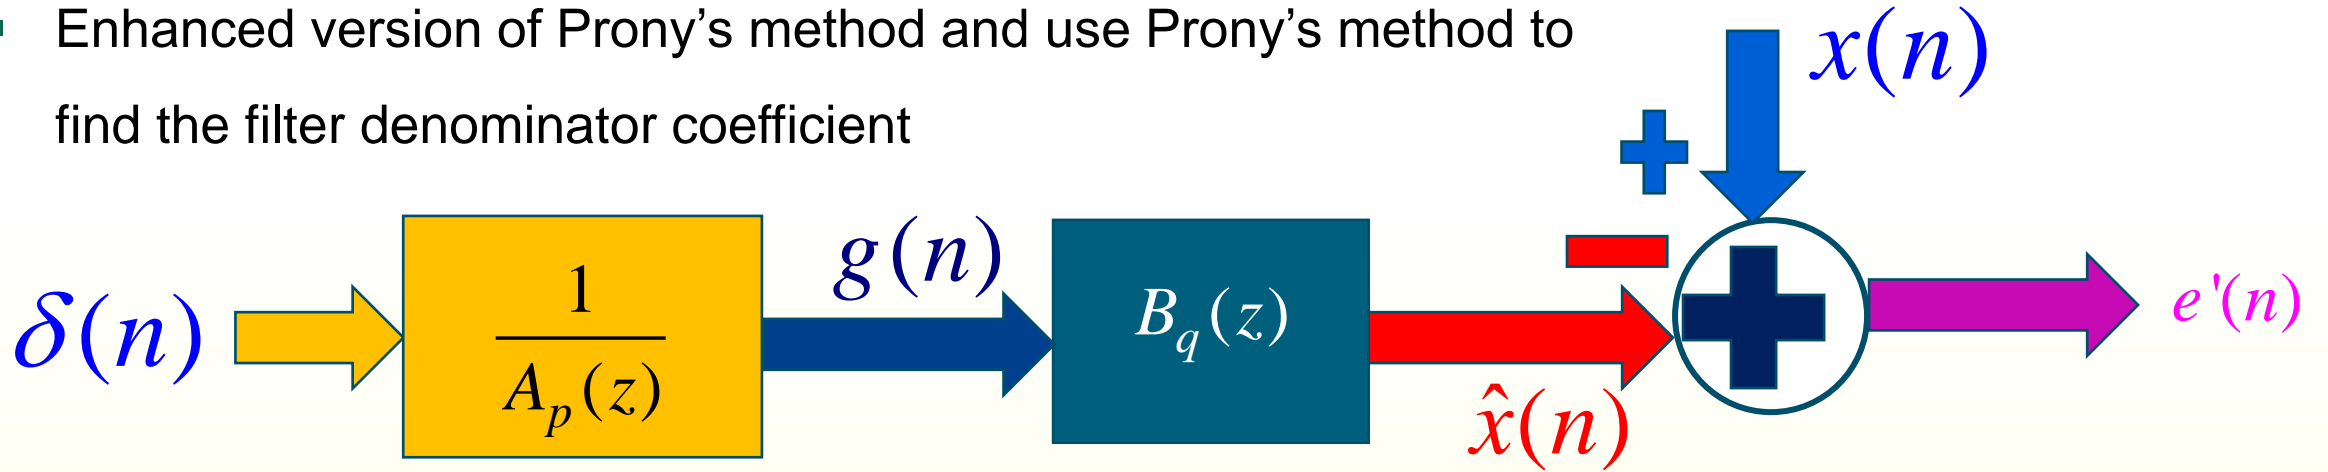 Enhanced version of Prony’s method and use Prony’s method to
find the filter denominator coefficient
x(n)
δ(n)
1
A_p(z)
g(n)
B_q(z)
x̂(n)
e'(n)